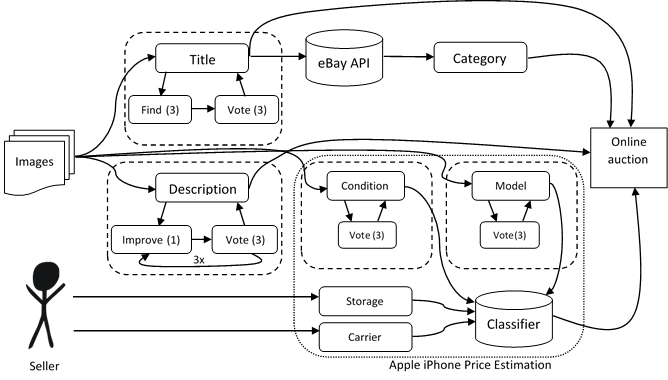 Title
Find (3)
Vote (3)
eBay API
Category
Images
Online
auction
Description
Improve (1)
Vote (3)
3x
Condition
Vote (3)
Model
Vote(3)
Storage
Carrier
Classifier
Seller
Apple iPhone Price Estimation